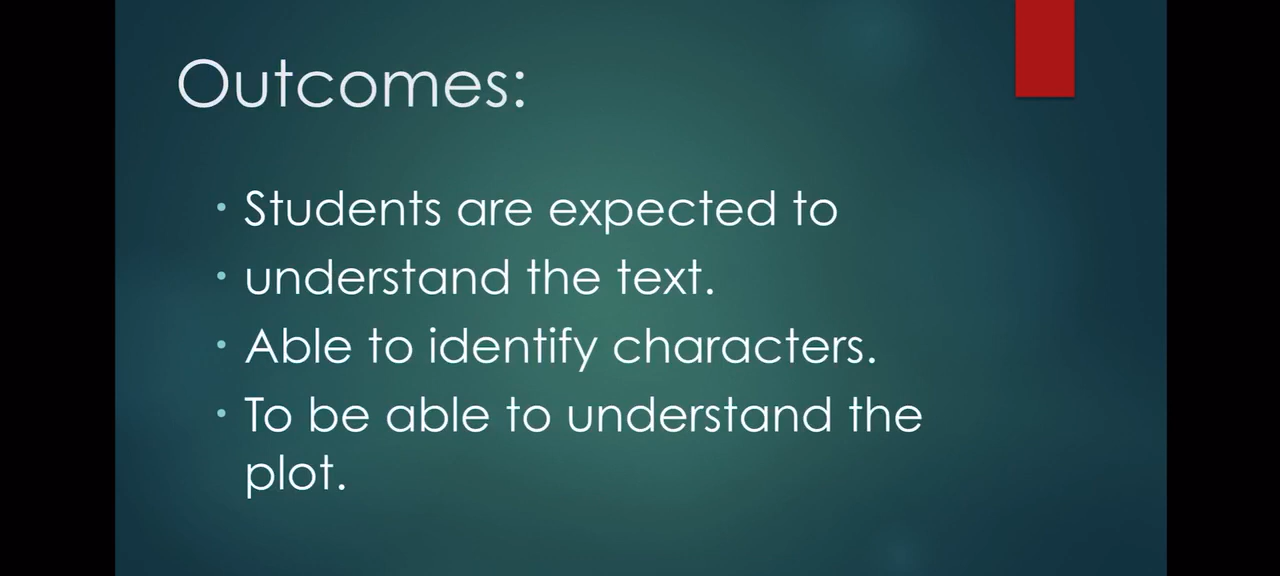 Outcomes:
• Students are expected to
• understand the text.
• Able to identify characters.
• To be able to understand the
plot.